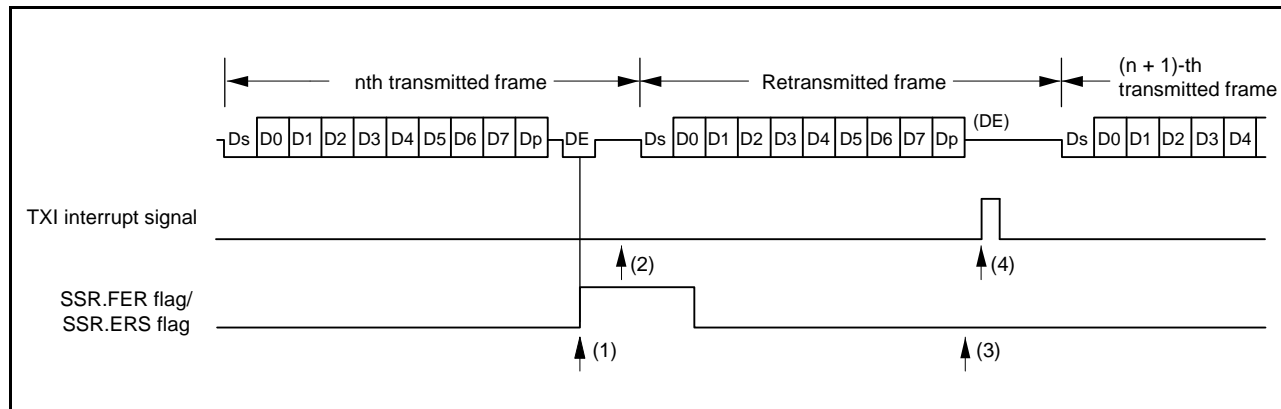 nth transmitted frame
Retransmitted frame
(n + 1)-th
transmitted frame
Ds D0 D1 D2 D3 D4 D5 D6 D7 Dp DE Ds D0 D1 D2 D3 D4 D5 D6 D7 Dp (DE) Ds D0 D1 D2 D3 D4
TXI interrupt signal
(2) (4)
SSR.FER flag/
SSR.ERS flag
(1) (3)